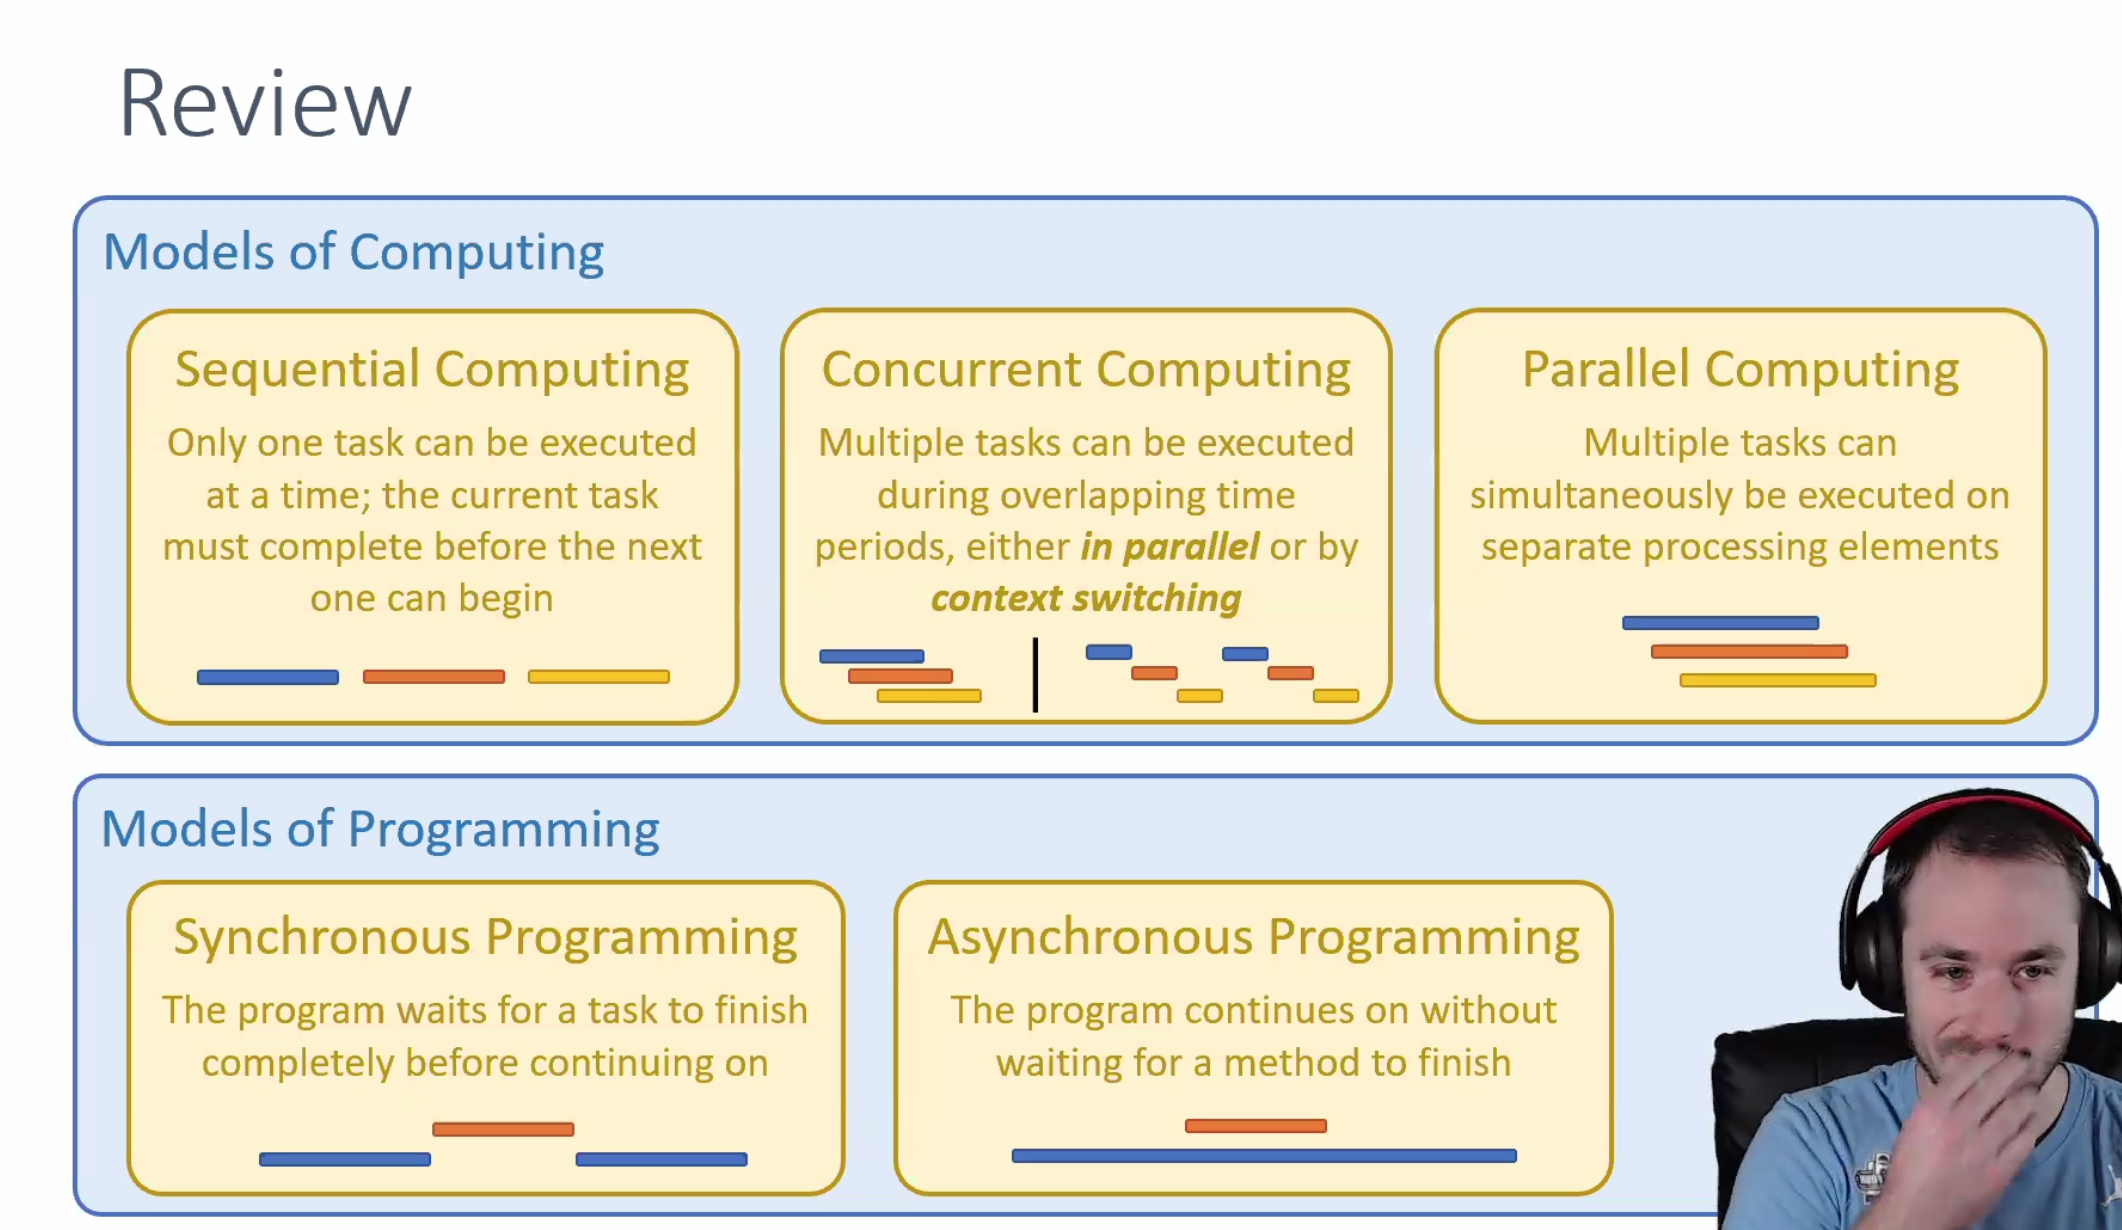 Review
Models of Computing
Sequential Computing
Only one task can be executed
at a time; the current task
must complete before the next
one can begin
Concurrent Computing
Multiple tasks can be executed
during overlapping time
periods, either in parallel or by
context switching
Parallel Computing
Multiple tasks can
simultaneously be executed on
separate processing elements
Models of Programming
Synchronous Programming
The program waits for a task to finish
completely before continuing on
Asynchronous Programming
The program continues on without
waiting for a method to finish